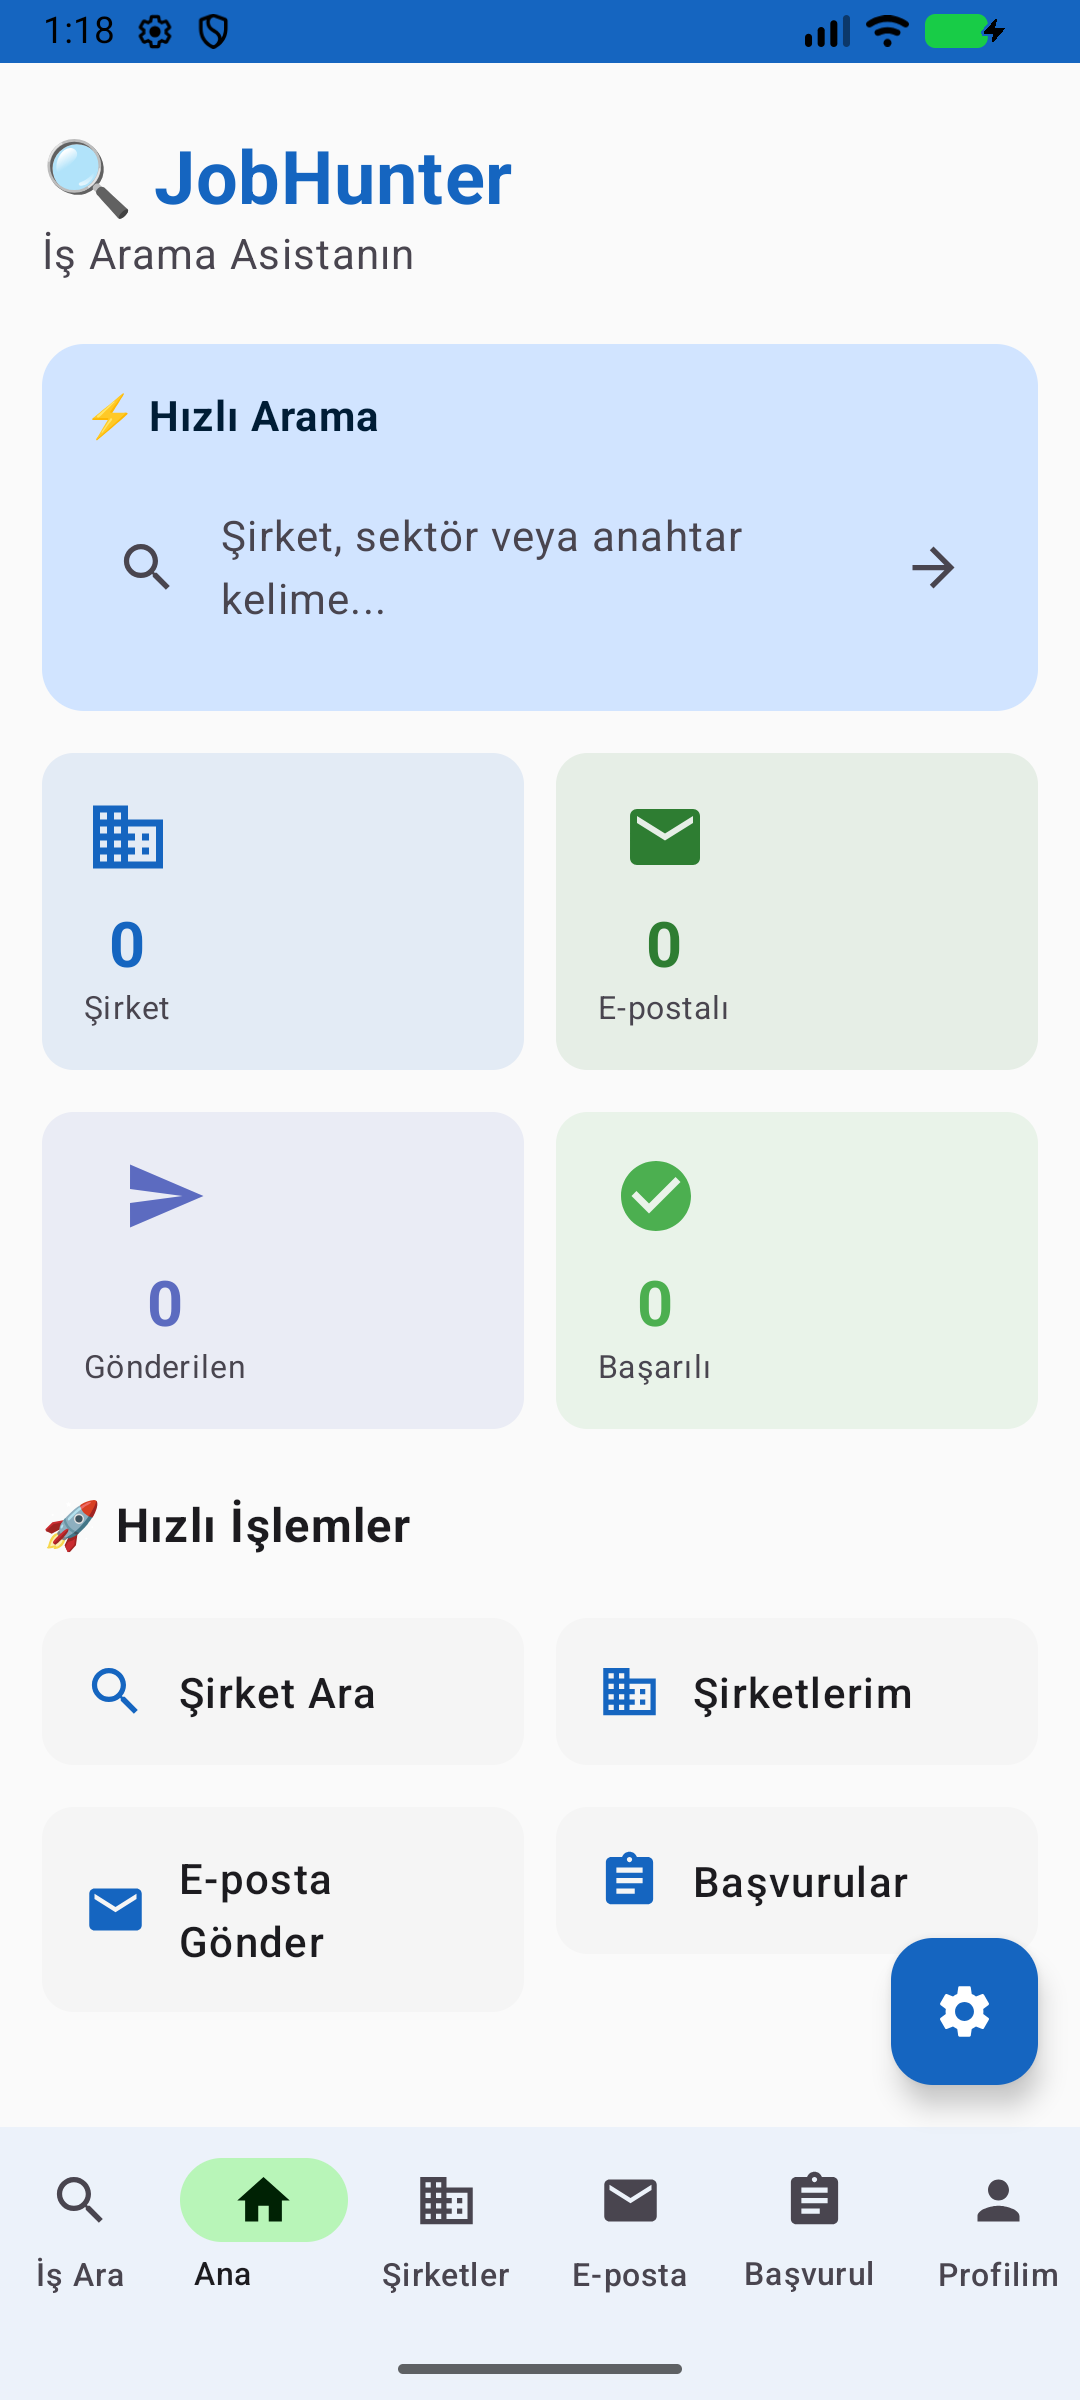 1:18
JobHunter
İş Arama Asistanın
Hızlı Arama
Şirket, sektör veya anahtar
kelime...
0
Şirket
0
E-postalı
0
Gönderilen
0
Başarılı
Hızlı İşlemler
Şirket Ara
Şirketlerim
E-posta
Gönder
Başvurular
İş Ara
Ana
Şirketler
E-posta
Başvurul
Profilim